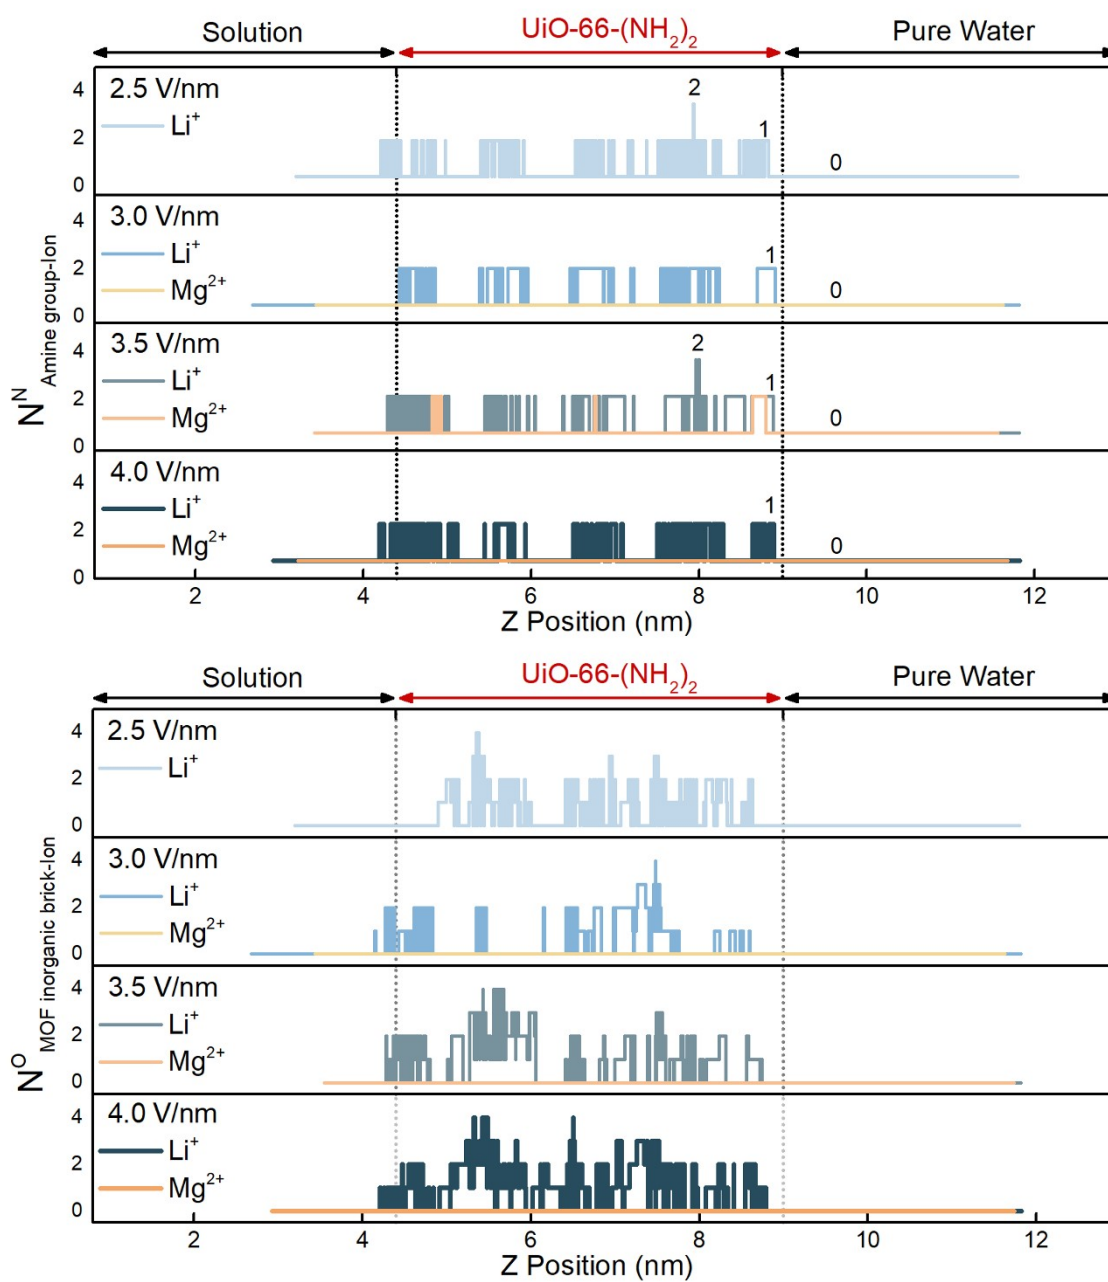 Solution UiO-66-(NH₂)₂ Pure Water
4 2.5 V/nm 2
Li⁺
2 1
0 0
4 3.0 V/nm
Li⁺
2 1
Mg²⁺
0 0
4 3.5 V/nm 2
Li⁺
2 1
Mg²⁺
0 0
4 4.0 V/nm
Li⁺ 1
2
Mg²⁺
0 0
N^N Amine group-Ion
2 4 6 8 10 12
Z Position (nm)
Solution UiO-66-(NH₂)₂ Pure Water
4 2.5 V/nm
Li⁺
2
0
4 3.0 V/nm
Li⁺
2
Mg²⁺
0
4 3.5 V/nm
Li⁺
2
Mg²⁺
0
4 4.0 V/nm
Li⁺
2
Mg²⁺
0
N^O MOF inorganic brick-Ion
2 4 6 8 10 12
Z Position (nm)